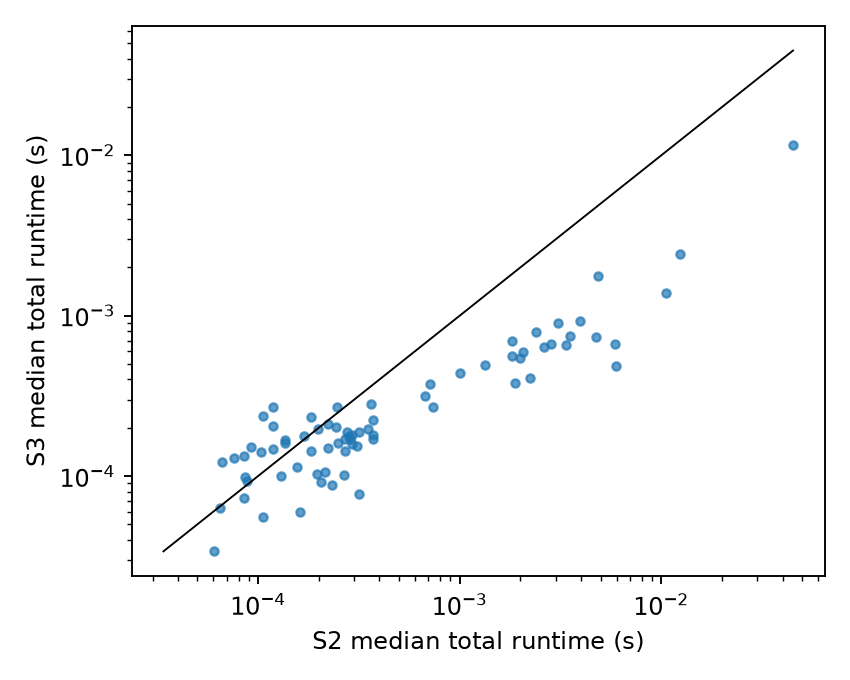 S3 median total runtime (s)
10⁻²
10⁻³
10⁻⁴
10⁻⁴ 10⁻³ 10⁻²
S2 median total runtime (s)